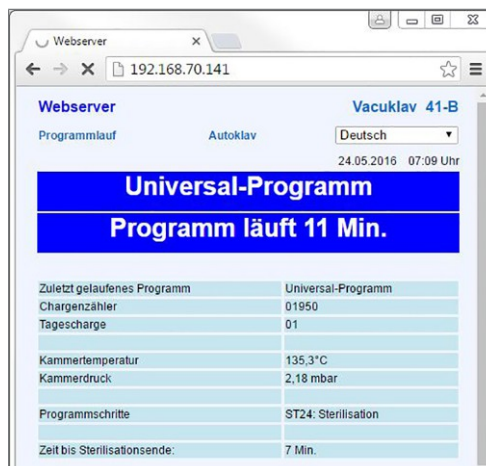 Webserver
192.168.70.141
Webserver Vacuklav 41-B
Programmlauf Autoklav Deutsch
24.05.2016 07:09 Uhr
Universal-Programm
Programm läuft 11 Min.
Zuletzt gelaufenes Programm Universal-Programm
Chargenzähler 01950
Tagescharge 01
Kammertemperatur 135,3°C
Kammerdruck 2,18 mbar
Programmschritte ST24: Sterilisation
Zeit bis Sterilisationsende: 7 Min.